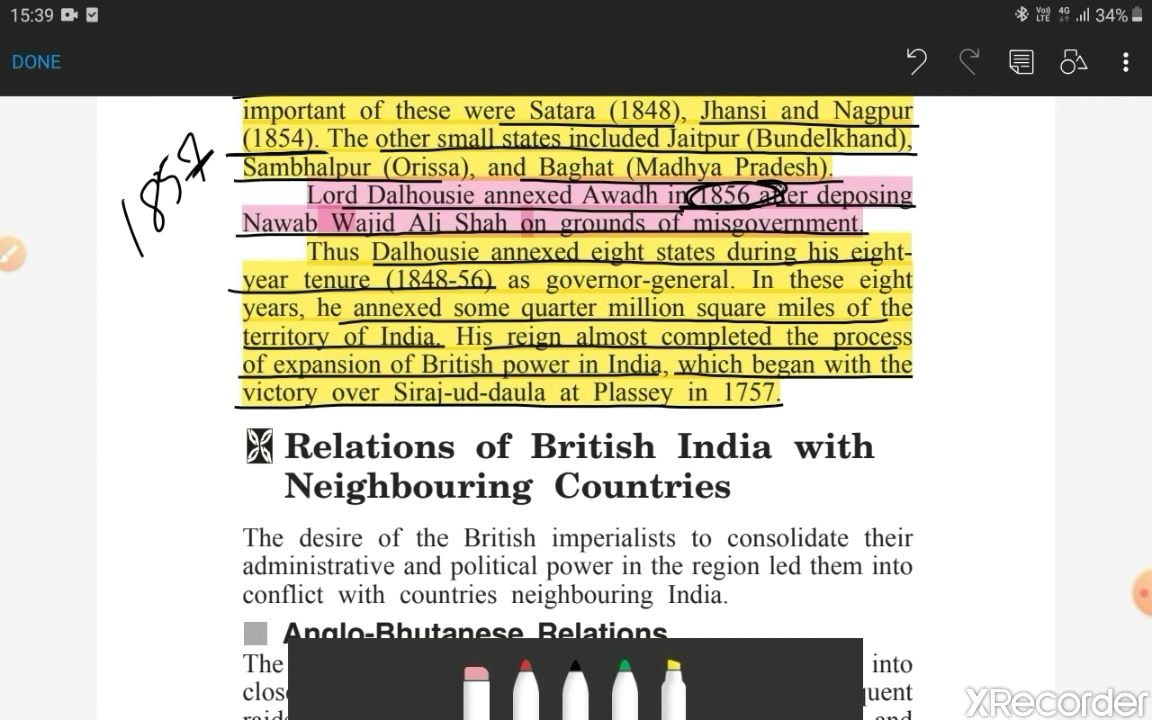 15:39
Vo) 4G 34%
LTE
DONE
important of these were Satara (1848), Jhansi and Nagpur
(1854). The other small states included Jaitpur (Bundelkhand),
Sambhalpur (Orissa), and Baghat (Madhya Pradesh).
1857
Lord Dalhousie annexed Awadh in 1856 after deposing
Nawab Wajid Ali Shah on grounds of misgovernment.
Thus Dalhousie annexed eight states during his eight-
year tenure (1848-56) as governor-general. In these eight
years, he annexed some quarter million square miles of the
territory of India. His reign almost completed the process
of expansion of British power in India, which began with the
victory over Siraj-ud-daula at Plassey in 1757.
Relations of British India with
Neighbouring Countries
The desire of the British imperialists to consolidate their
administrative and political power in the region led them into
conflict with countries neighbouring India.
Anglo-Bhutanese Relations
The into
XRecorder